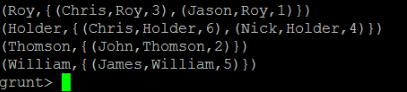 (Roy,{(Chris,Roy,3),(Jason,Roy,1)})
(Holder,{(Chris,Holder,6),(Nick,Holder,4)})
(Thomson,{(John,Thomson,2)})
(William,{(James,William,5)})
grunt>